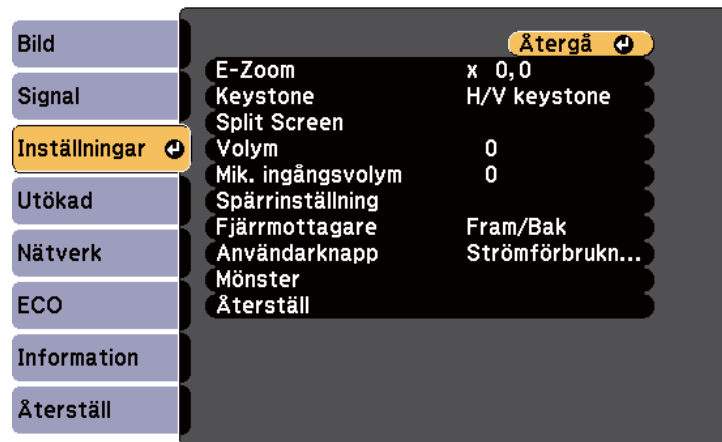 Bild
Signal
Inställningar
Utökad
Nätverk
ECO
Information
Återställ
Återgå
E-Zoom x 0,0
Keystone H/V keystone
Split Screen
Volym 0
Mik. ingångsvolym 0
Spärrinställning
Fjärrmottagare Fram/Bak
Användarknapp Strömförbrukn...
Mönster
Återställ